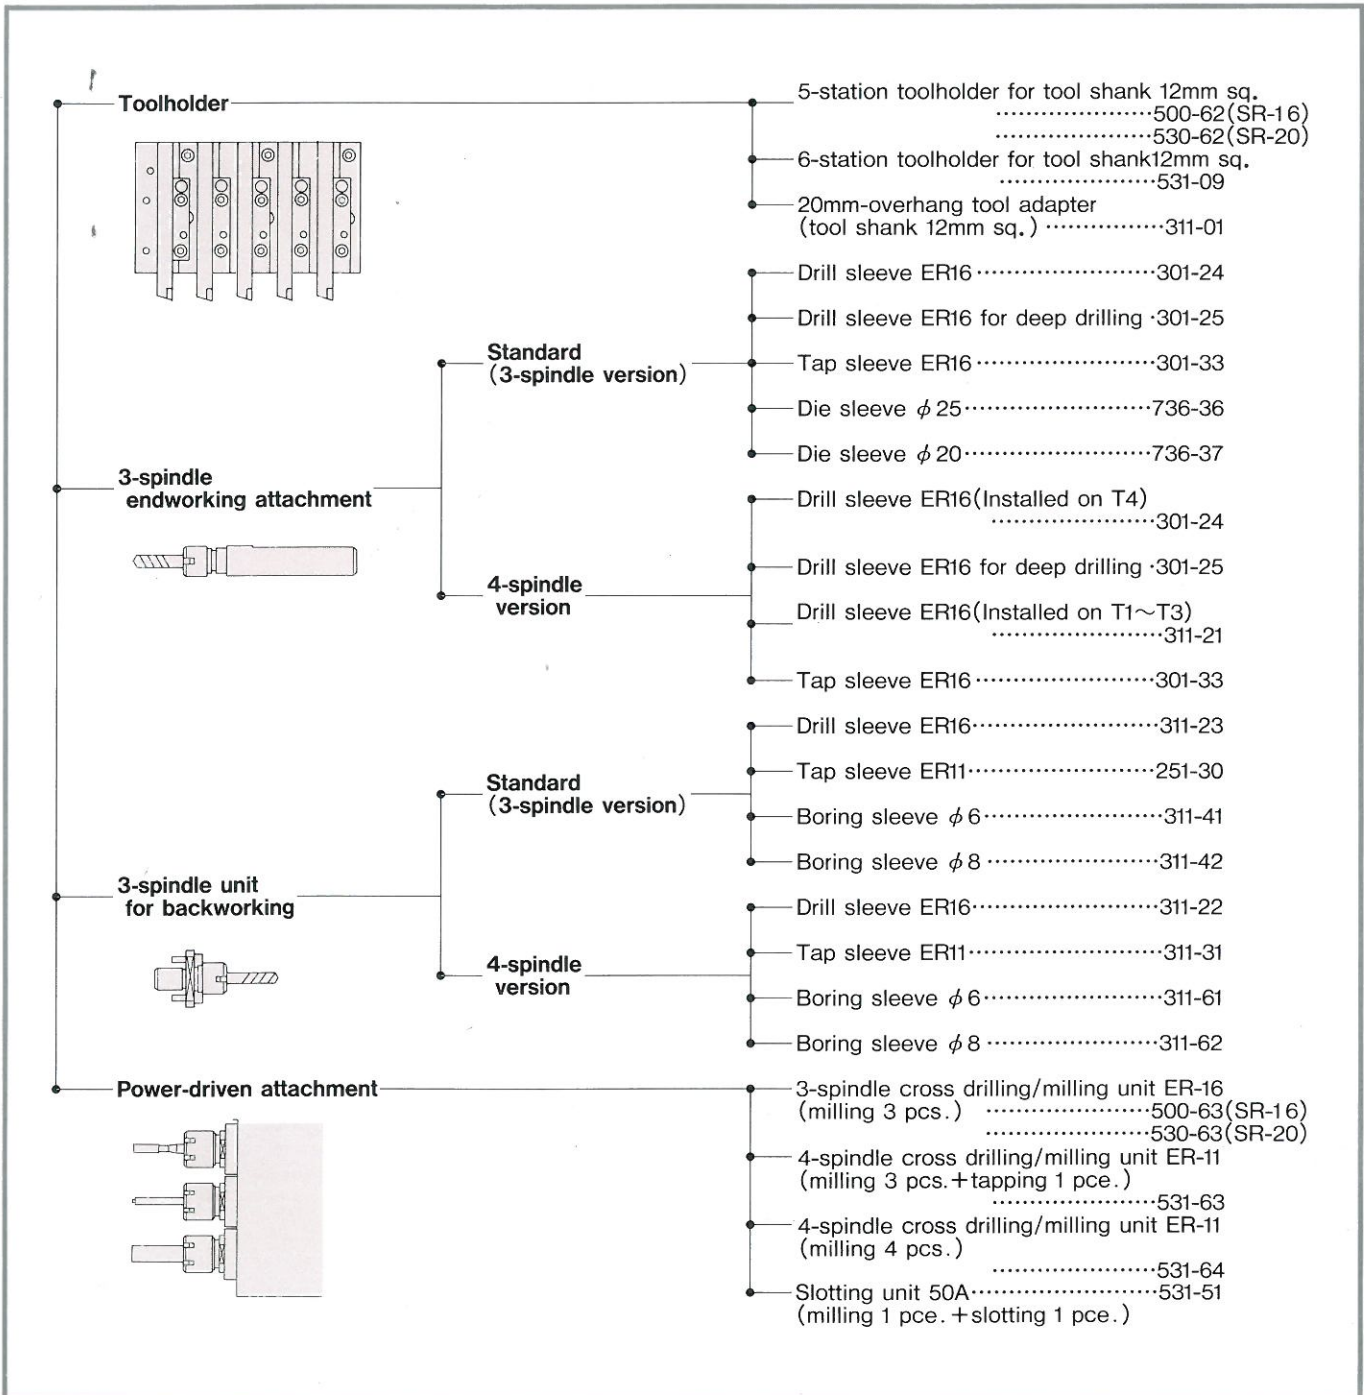 Toolholder
5-station toolholder for tool shank 12mm sq.
····················500-62(SR-16)
····················530-62(SR-20)
6-station toolholder for tool shank12mm sq.
····················531-09
20mm-overhang tool adapter
(tool shank 12mm sq.) ···············311-01
3-spindle
endworking attachment
Standard
(3-spindle version)
Drill sleeve ER16 ·······················301-24
Drill sleeve ER16 for deep drilling ·301-25
Tap sleeve ER16 ·······················301-33
Die sleeve φ25·························736-36
Die sleeve φ20·························736-37
4-spindle
version
Drill sleeve ER16(Installed on T4)
·····················301-24
Drill sleeve ER16 for deep drilling ·301-25
Drill sleeve ER16(Installed on T1～T3)
······················311-21
Tap sleeve ER16 ·······················301-33
3-spindle unit
for backworking
Standard
(3-spindle version)
Drill sleeve ER16························311-23
Tap sleeve ER11························251-30
Boring sleeve φ6·······················311-41
Boring sleeve φ8 ······················311-42
4-spindle
version
Drill sleeve ER16························311-22
Tap sleeve ER11·························311-31
Boring sleeve φ6·······················311-61
Boring sleeve φ8 ······················311-62
Power-driven attachment
3-spindle cross drilling/milling unit ER-16
(milling 3 pcs.) ·····················500-63(SR-16)
·····················530-63(SR-20)
4-spindle cross drilling/milling unit ER-11
(milling 3 pcs.+tapping 1 pce.)
·····················531-63
4-spindle cross drilling/milling unit ER-11
(milling 4 pcs.)
·····················531-64
Slotting unit 50A························531-51
(milling 1 pce.+slotting 1 pce.)